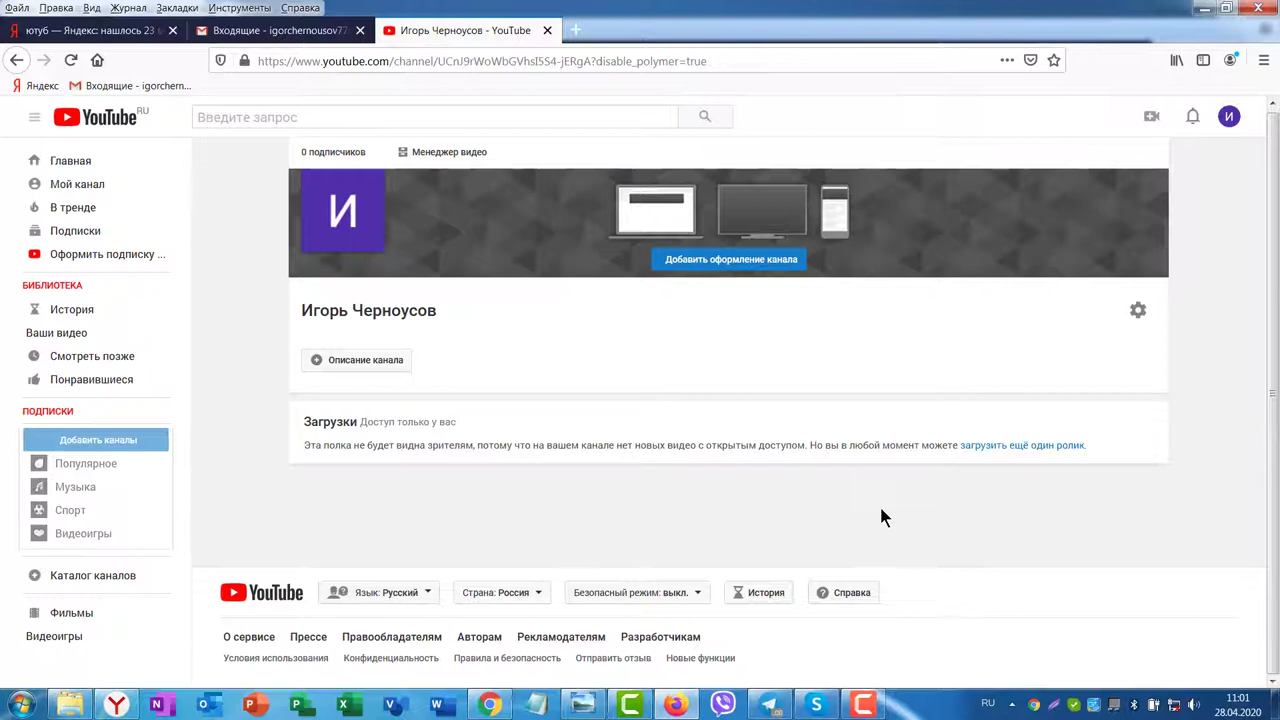 Файл Правка Вид Журнал Закладки Инструменты Справка
ютуб — Яндекс: нашлось 23
Входящие - igorchernousov77
Игорь Черноусов - YouTube
https://www.youtube.com/channel/UCnJ9rWoWbGVhsI5S4-jERgA?disable_polymer=true
Яндекс
Входящие - igorchern...
YouTube RU
Введите запрос
И
Главная
Мой канал
В тренде
Подписки
Оформить подписку ...
БИБЛИОТЕКА
История
Ваши видео
Смотреть позже
Понравившиеся
ПОДПИСКИ
Добавить каналы
Популярное
Музыка
Спорт
Видеоигры
Каталог каналов
Фильмы
Видеоигры
0 подписчиков Менеджер видео
И
Добавить оформление канала
Игорь Черноусов
Описание канала
Загрузки Доступ только у вас
Эта полка не будет видна зрителям, потому что на вашем канале нет новых видео с открытым доступом. Но вы в любой момент можете загрузить ещё один ролик.
YouTube Язык: Русский Страна: Россия Безопасный режим: выкл. История Справка
О сервисе Прессе Правообладателям Авторам Рекламодателям Разработчикам
Условия использования Конфиденциальность Правила и безопасность Отправить отзыв Новые функции
RU
11:01
28.04.2020